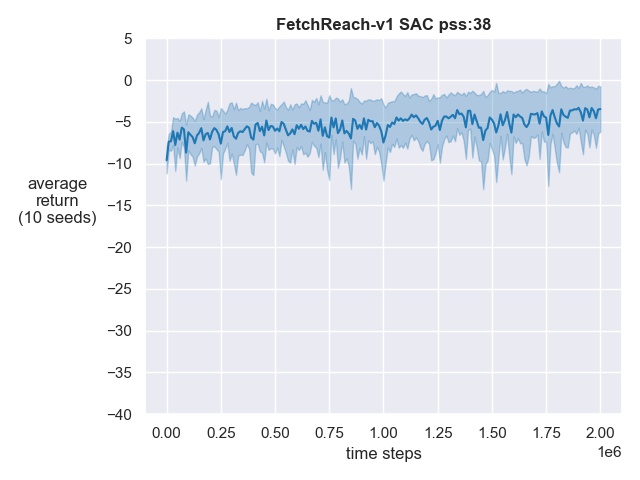 FetchReach-v1 SAC pss:38
5
0
−5
−10
−15
−20
−25
−30
−35
−40
average
return
(10 seeds)
0.00 0.25 0.50 0.75 1.00 1.25 1.50 1.75 2.00
time steps
1e6